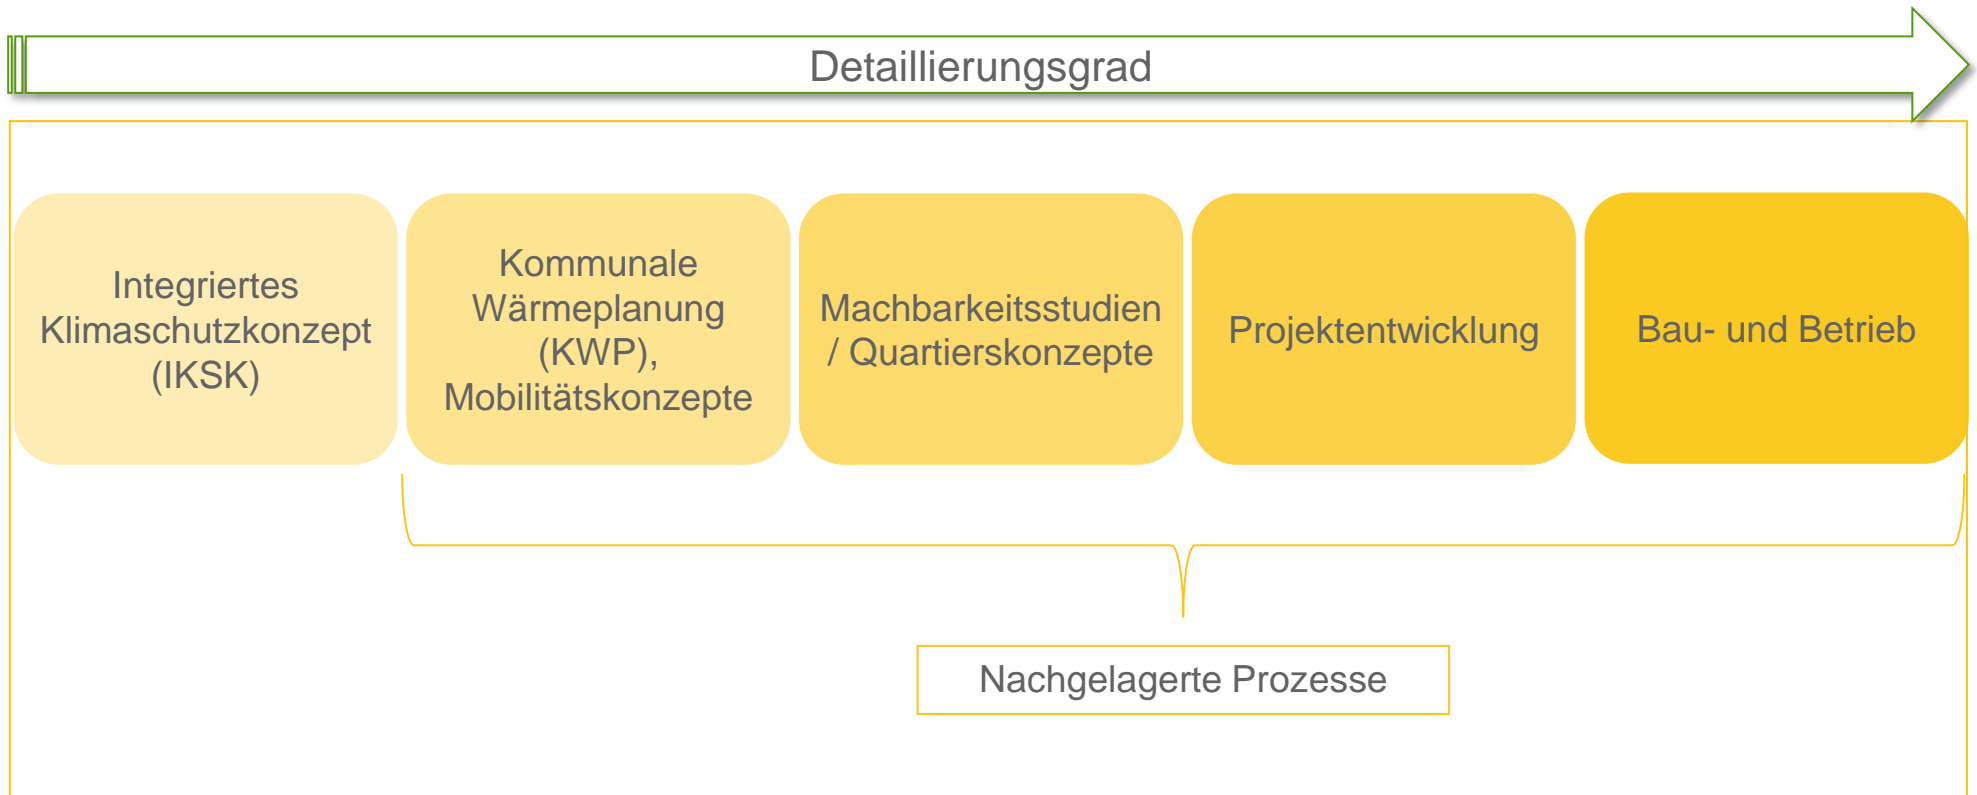 Detaillierungsgrad
Integriertes
Klimaschutzkonzept
(IKSK)
Kommunale
Wärmeplanung
(KWP),
Mobilitätskonzepte
Machbarkeitsstudien
/ Quartierskonzepte
Projektentwicklung
Bau- und Betrieb
Nachgelagerte Prozesse